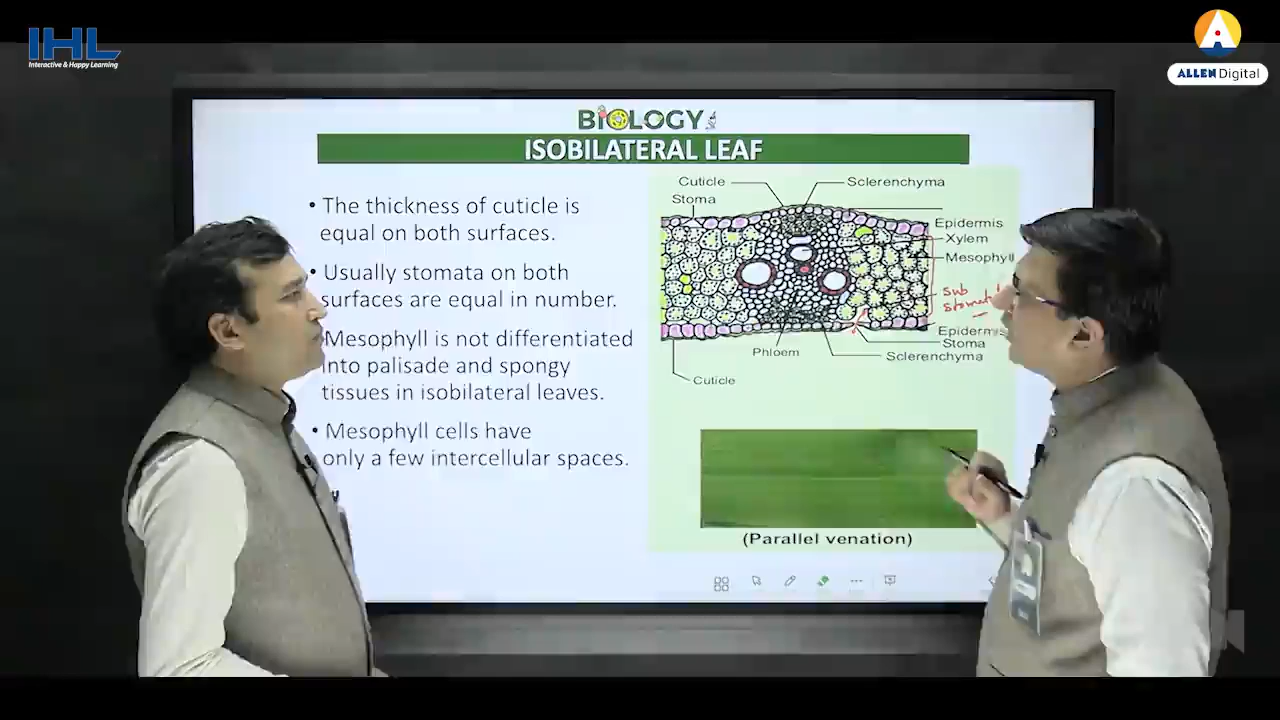 IHL
Interactive & Happy Learning
ALLEN Digital
BIOLOGY
ISOBILATERAL LEAF
• The thickness of cuticle is
equal on both surfaces.
• Usually stomata on both
surfaces are equal in number.
Mesophyll is not differentiated
into palisade and spongy
tissues in isobilateral leaves.
• Mesophyll cells have
only a few intercellular spaces.
Cuticle
Sclerenchyma
Stoma
Epidermis
Xylem
Mesophyll
Sub
Epidermis
Stoma
Phloem
Sclerenchyma
Cuticle
(Parallel venation)